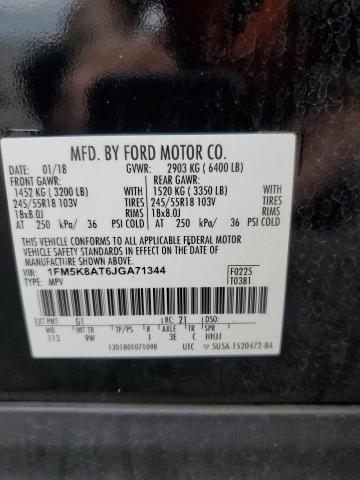 MFD. BY FORD MOTOR CO.
01/18 GVWR: 2903 KG ( 6400 LB)
FRONT GAWR: REAR GAWR:
1452 KG ( 3200 LB) 1520 KG ( 3350 LB)
245/55R18 103V TIRES 245/55R18 103V TIRES
18x8.0J RIMS 18x8.0J RIMS
AT 250 kPa/ 36 PSI COLD AT 250 kPa/ 36 PSI COLD
THIS VEHICLE CONFORMS TO ALL APPLICABLE FEDERAL MOTOR
VEHICLE SAFETY AND THEFT PREVENTION STANDARDS IN EFFECT ON THE DATE OF
MANUFACTURE SHOWN ABOVE.
VIN: 1FM5K8AT6JGA71344 F0225
TYPE: MPV T0381
EXT PNT: G1 RC: 21 DSO:
WB INT TR TP/PS R AXLE TR SPR
113 9W 1 3E C HHJJ
1201801071098 UTC 5U5A-1520472-BA